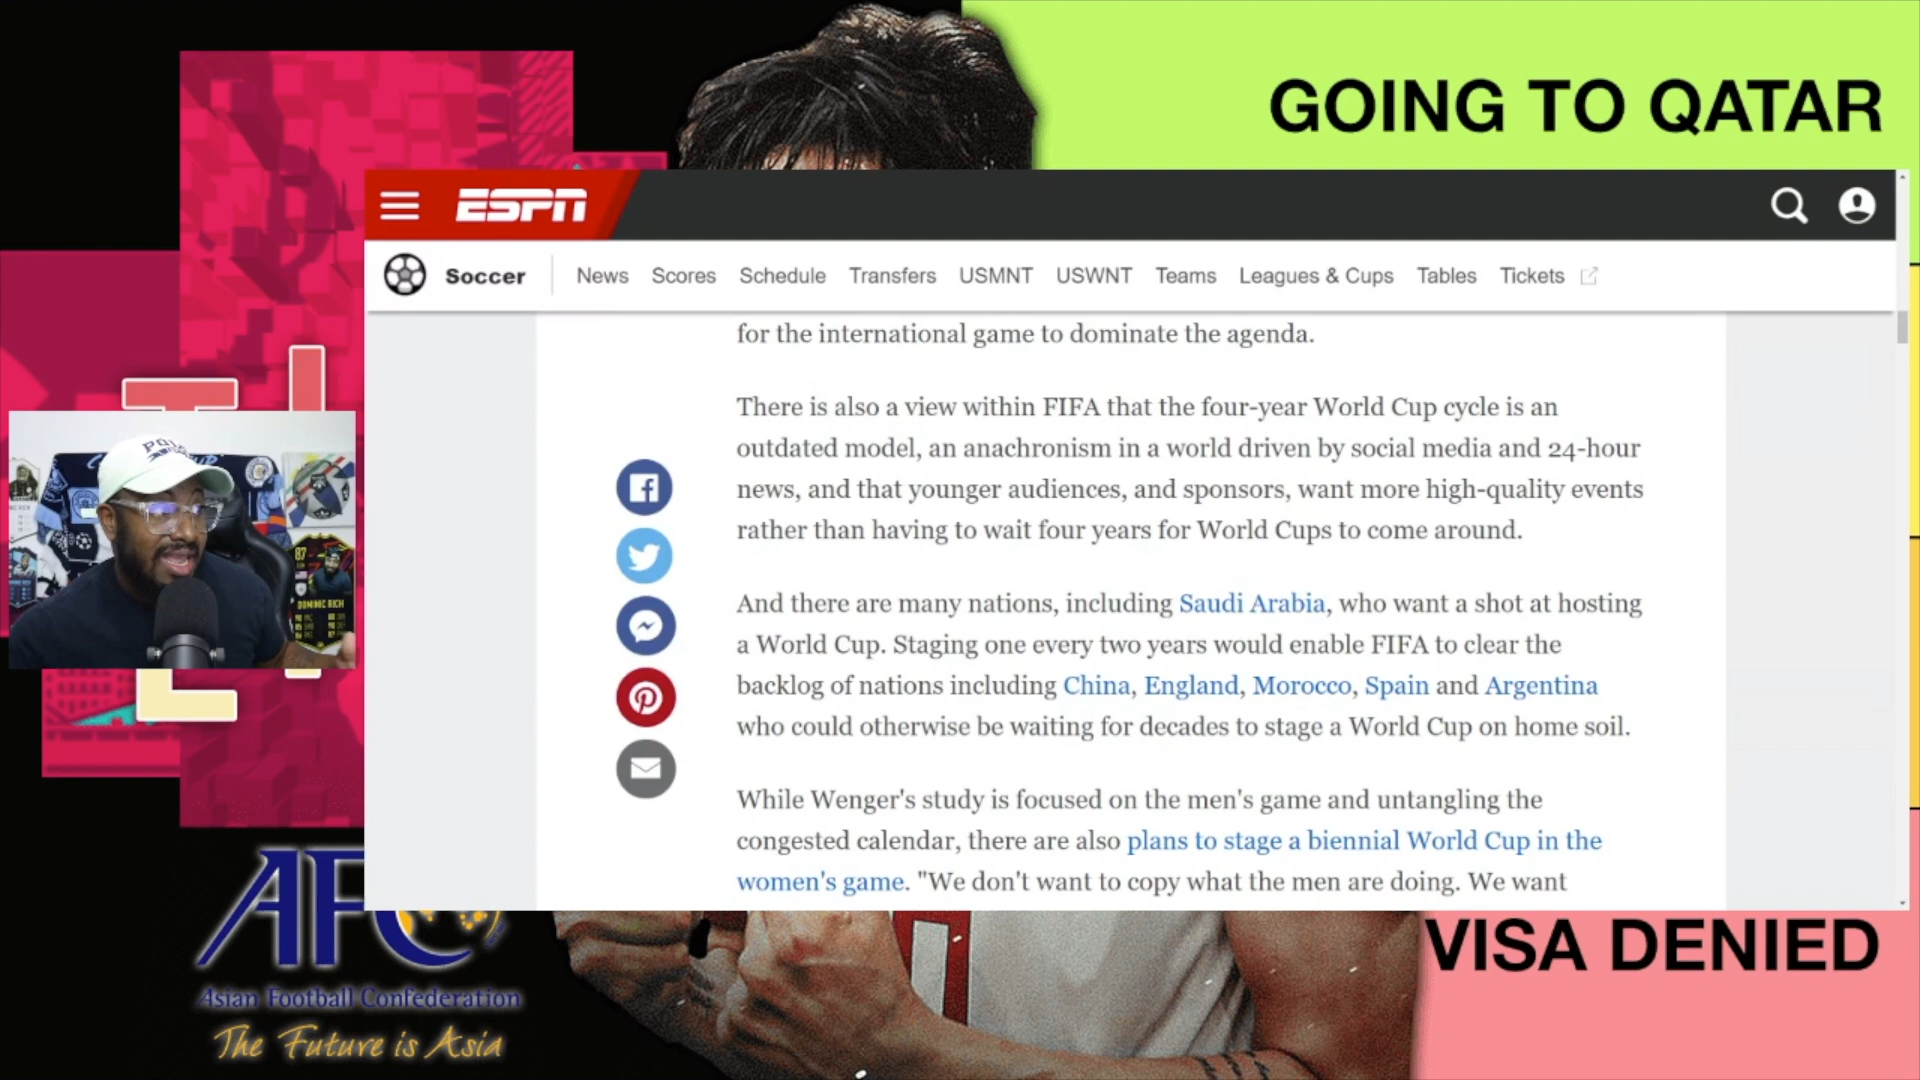 GOING TO QATAR
ESPN
Soccer
News
Scores
Schedule
Transfers
USMNT
USWNT
Teams
Leagues & Cups
Tables
Tickets
for the international game to dominate the agenda.
There is also a view within FIFA that the four-year World Cup cycle is an
outdated model, an anachronism in a world driven by social media and 24-hour
news, and that younger audiences, and sponsors, want more high-quality events
rather than having to wait four years for World Cups to come around.
And there are many nations, including Saudi Arabia, who want a shot at hosting
a World Cup. Staging one every two years would enable FIFA to clear the
backlog of nations including China, England, Morocco, Spain and Argentina
who could otherwise be waiting for decades to stage a World Cup on home soil.
While Wenger's study is focused on the men's game and untangling the
congested calendar, there are also plans to stage a biennial World Cup in the
women's game. "We don't want to copy what the men are doing. We want
87
DOMINIC RICH
VISA DENIED
AFC
Asian Football Confederation
The Future is Asia